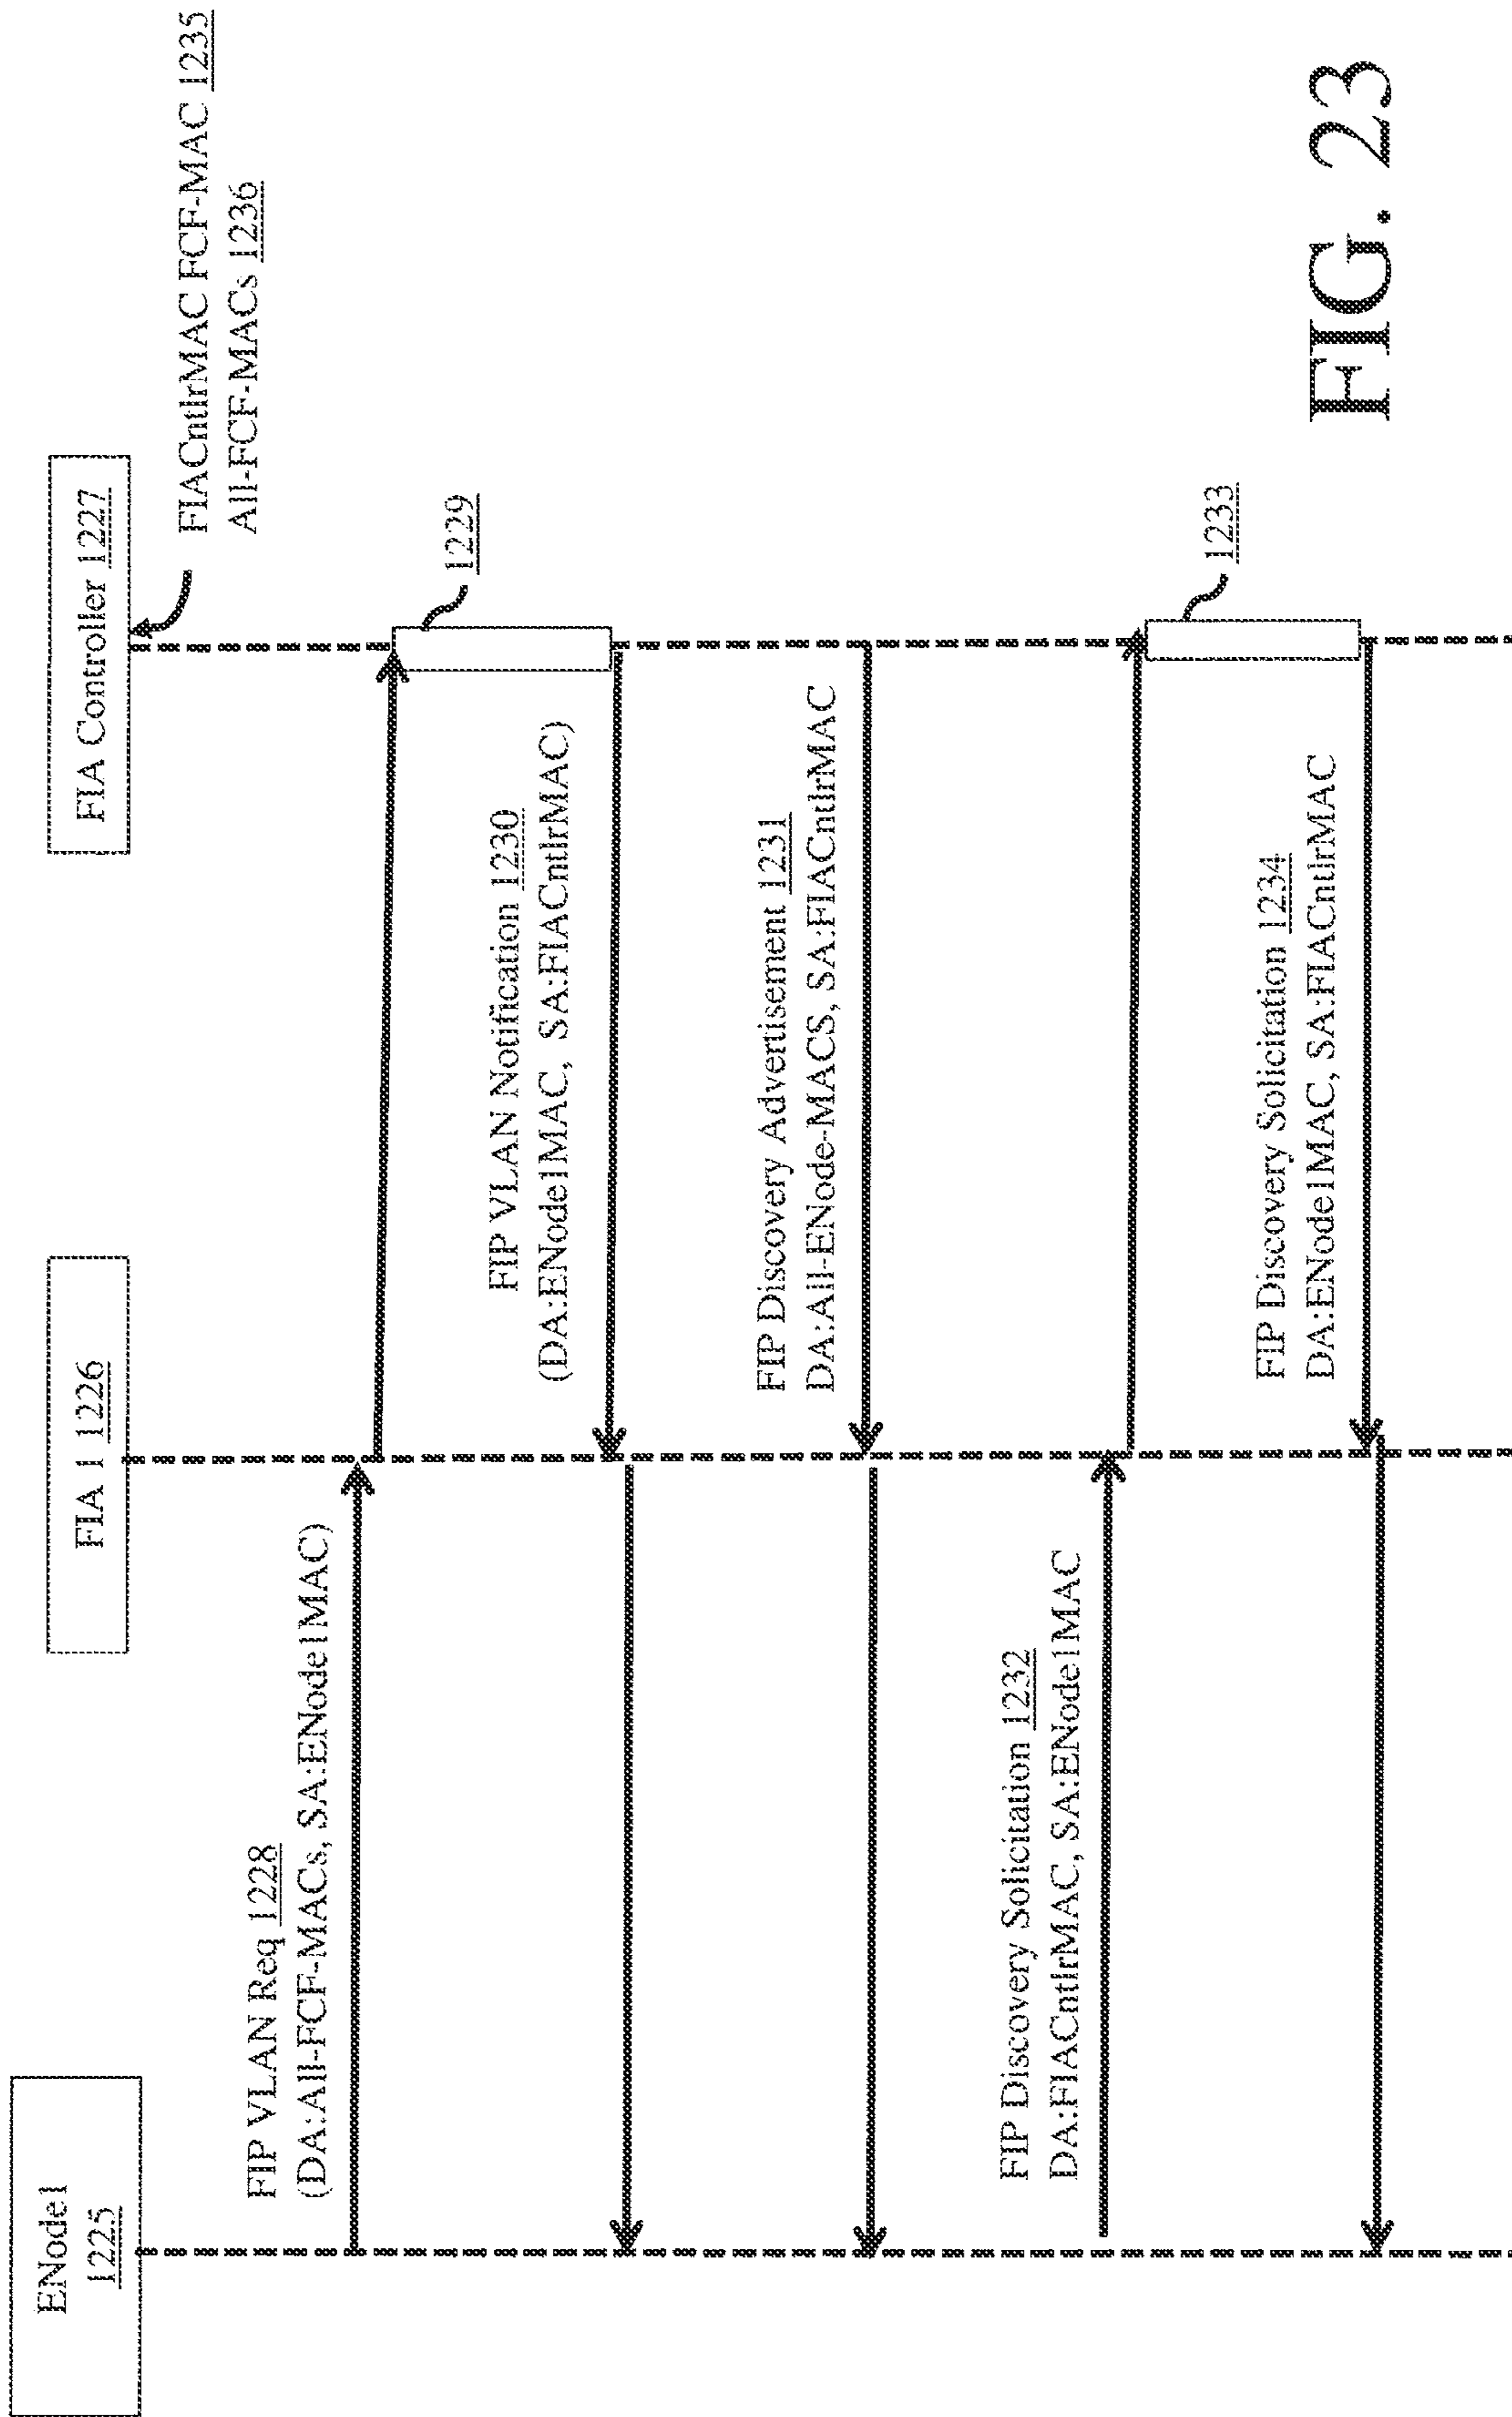 ENode1
1225
FIA 1 1226
FIA Controller 1227
FIACntlrMAC FCF-MAC 1235
All-FCF-MACs 1236
FIP VLAN Req 1228
(DA:All-FCF-MACs, SA:ENode1MAC)
1229
FIP VLAN Notification 1230
(DA:ENode1MAC, SA:FIACntlrMAC)
FIP Discovery Advertisement 1231
DA:All-ENode-MACS, SA:FIACntlrMAC
FIP Discovery Solicitation 1232
DA:FIACntlrMAC, SA:ENode1MAC
1233
FIP Discovery Solicitation 1234
DA:ENode1MAC, SA:FIACntlrMAC
FIG. 23